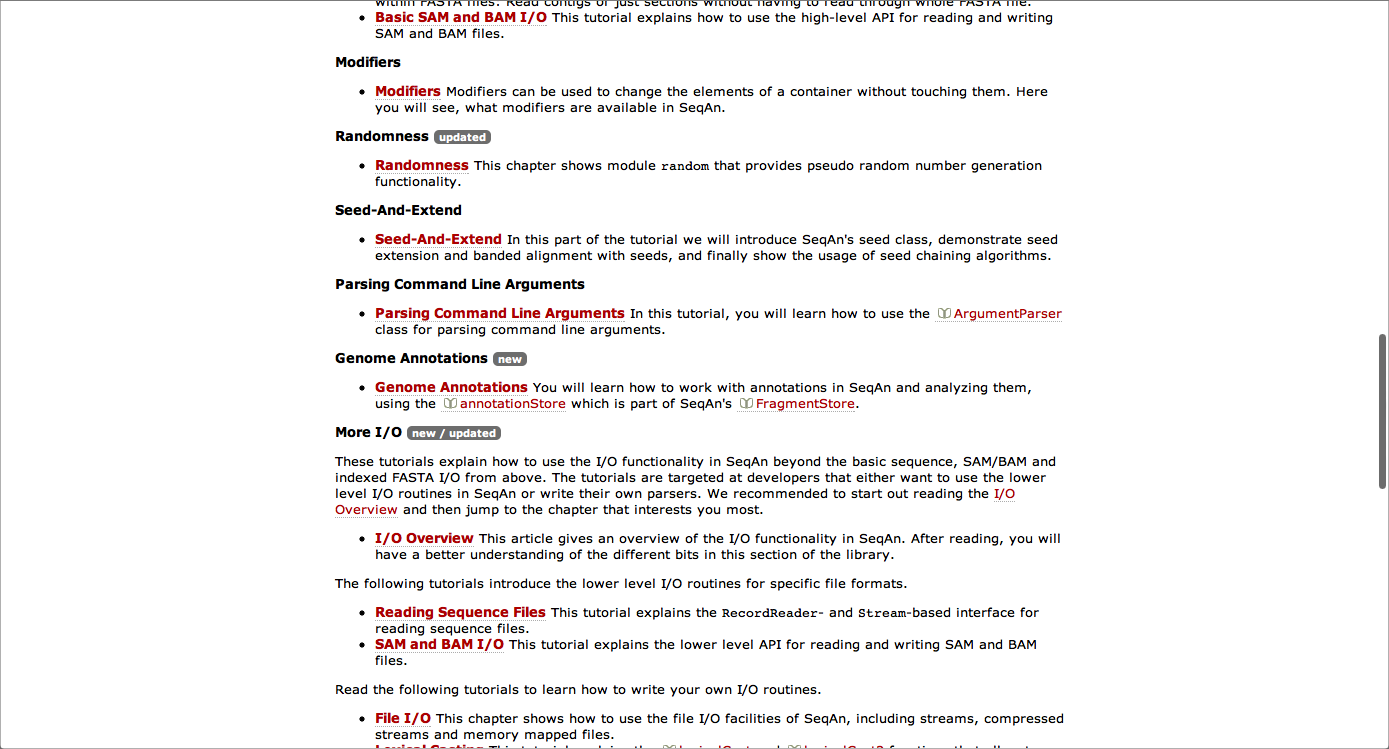 within FASTA files. Read contigs or just sections without having to read through whole FASTA file.
Basic SAM and BAM I/O This tutorial explains how to use the high-level API for reading and writing
SAM and BAM files.
Modifiers
Modifiers Modifiers can be used to change the elements of a container without touching them. Here
you will see, what modifiers are available in SeqAn.
Randomness updated
Randomness This chapter shows module random that provides pseudo random number generation
functionality.
Seed-And-Extend
Seed-And-Extend In this part of the tutorial we will introduce SeqAn's seed class, demonstrate seed
extension and banded alignment with seeds, and finally show the usage of seed chaining algorithms.
Parsing Command Line Arguments
Parsing Command Line Arguments In this tutorial, you will learn how to use the ArgumentParser
class for parsing command line arguments.
Genome Annotations new
Genome Annotations You will learn how to work with annotations in SeqAn and analyzing them,
using the annotationStore which is part of SeqAn's FragmentStore.
More I/O new / updated
These tutorials explain how to use the I/O functionality in SeqAn beyond the basic sequence, SAM/BAM and
indexed FASTA I/O from above. The tutorials are targeted at developers that either want to use the lower
level I/O routines in SeqAn or write their own parsers. We recommended to start out reading the I/O
Overview and then jump to the chapter that interests you most.
I/O Overview This article gives an overview of the I/O functionality in SeqAn. After reading, you will
have a better understanding of the different bits in this section of the library.
The following tutorials introduce the lower level I/O routines for specific file formats.
Reading Sequence Files This tutorial explains the RecordReader- and Stream-based interface for
reading sequence files.
SAM and BAM I/O This tutorial explains the lower level API for reading and writing SAM and BAM
files.
Read the following tutorials to learn how to write your own I/O routines.
File I/O This chapter shows how to use the file I/O facilities of SeqAn, including streams, compressed
streams and memory mapped files.